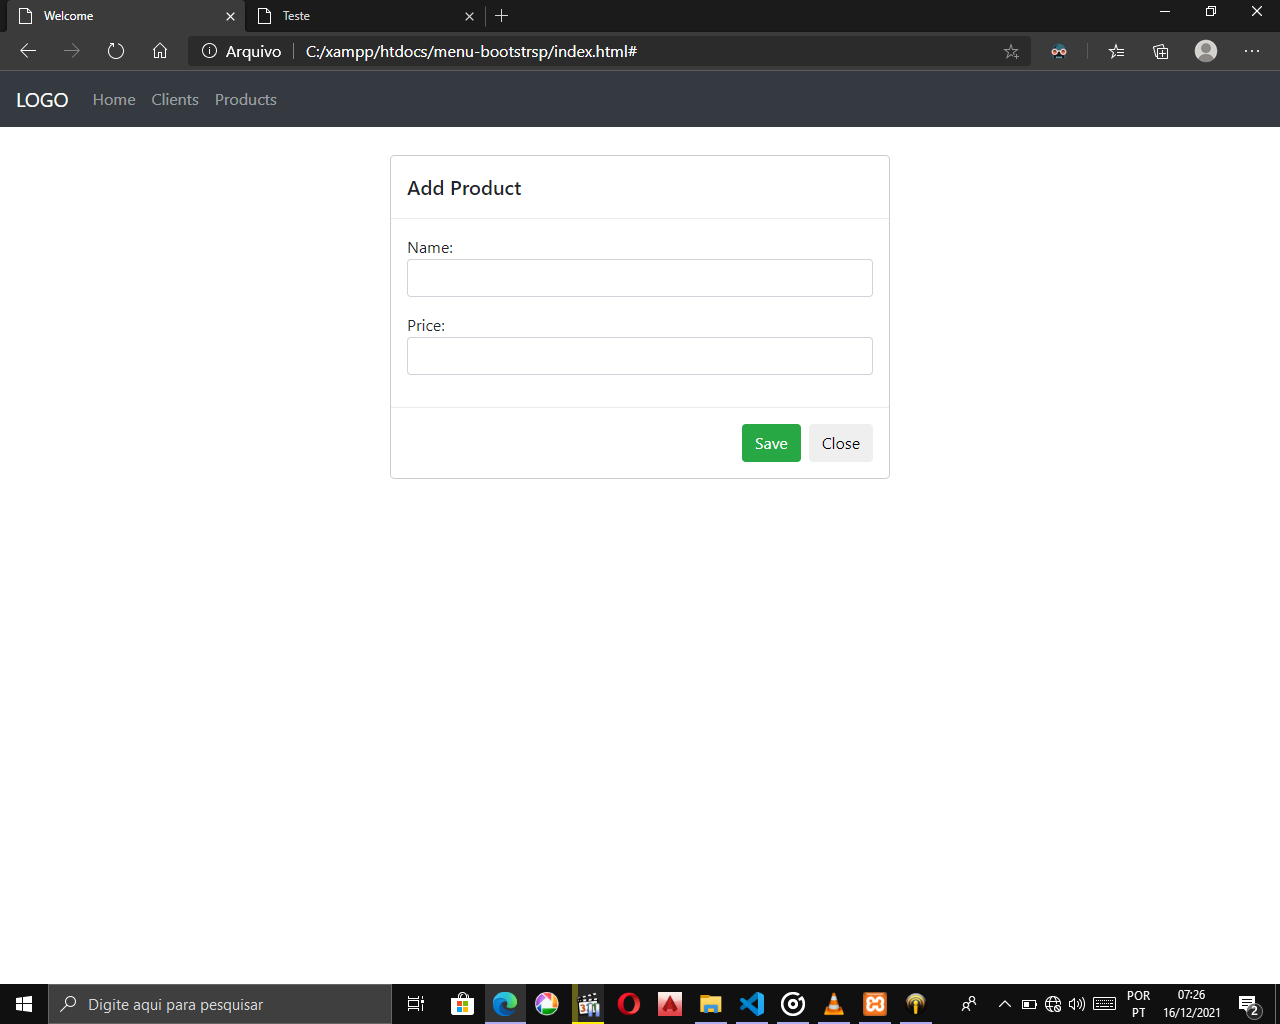 Welcome
Teste
Arquivo
C:/xampp/htdocs/menu-bootstrsp/index.html#
LOGO Home Clients Products
Add Product
Name:
Price:
Save Close
Digite aqui para pesquisar
POR
PT
07:26
16/12/2021
2